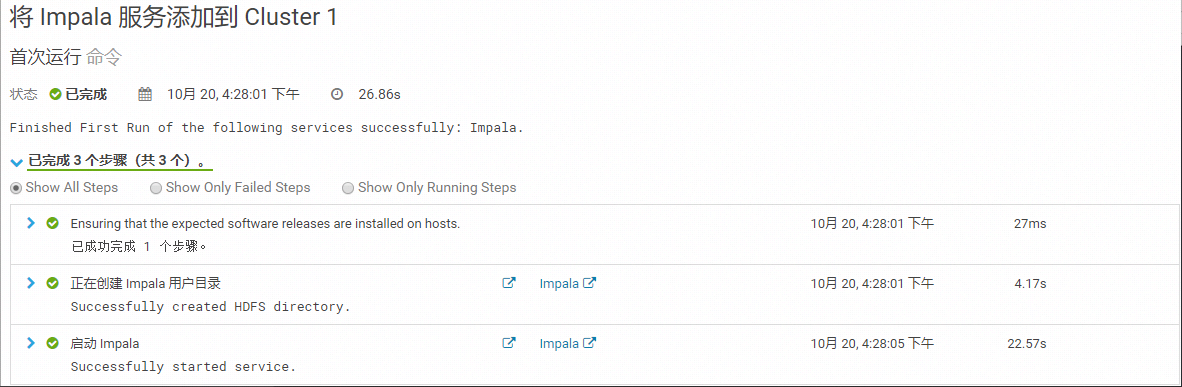 将 Impala 服务添加到 Cluster 1
首次运行 命令
状态 已完成 10月 20, 4:28:01 下午 26.86s
Finished First Run of the following services successfully: Impala.
已完成 3 个步骤（共 3 个）。
Show All Steps Show Only Failed Steps Show Only Running Steps
Ensuring that the expected software releases are installed on hosts. 10月 20, 4:28:01 下午 27ms
已成功完成 1 个步骤。
正在创建 Impala 用户目录 Impala 10月 20, 4:28:01 下午 4.17s
Successfully created HDFS directory.
启动 Impala Impala 10月 20, 4:28:05 下午 22.57s
Successfully started service.